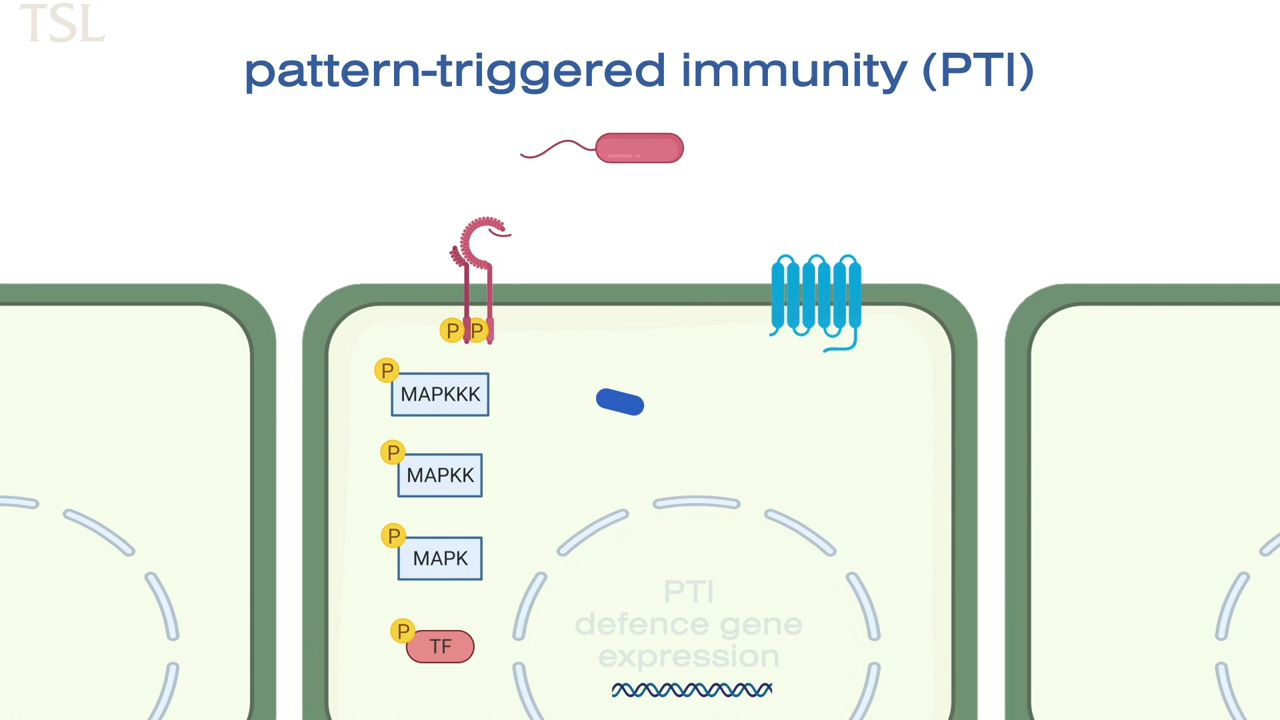 TSL
pattern-triggered immunity (PTI)
P P
P
MAPKKK
P
MAPKK
P
MAPK
P
TF
PTI
defence gene
expression